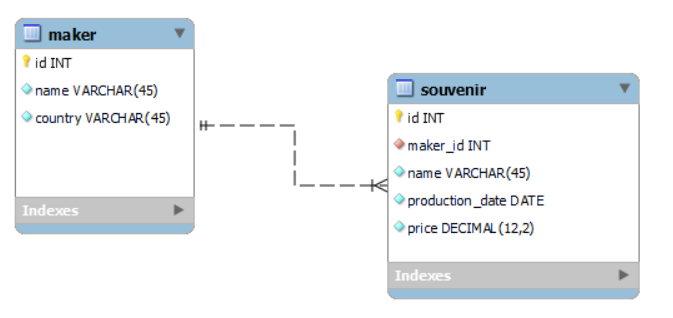 maker
id INT
name VARCHAR(45)
country VARCHAR(45)
Indexes
souvenir
id INT
maker_id INT
name VARCHAR(45)
production_date DATE
price DECIMAL(12,2)
Indexes